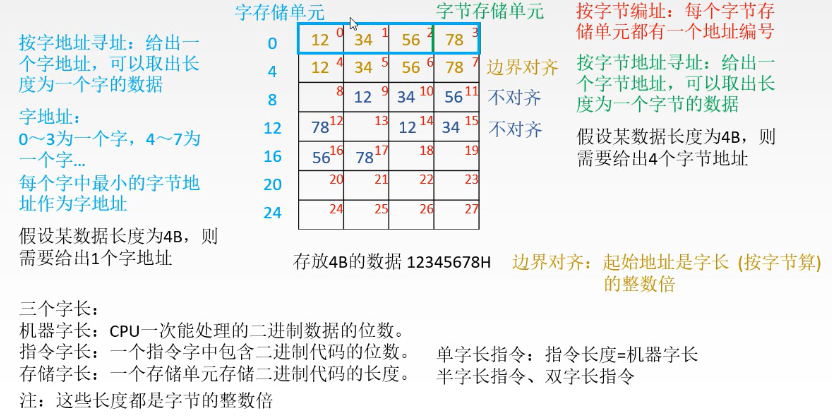 字存储单元
字节存储单元
按字地址寻址：给出一
个字地址，可以取出长
度为一个字的数据
字地址：
0～3为一个字，4～7为
一个字…
每个字中最小的字节地
址作为字地址
假设某数据长度为4B，则
需要给出1个字地址
0 12 0 34 1 56 2 78 3
4 12 4 34 5 56 6 78 7 边界对齐
8 8 12 9 34 10 56 11 不对齐
12 78 12 13 12 14 34 15 不对齐
16 56 16 78 17 18 19
20 20 21 22 23
24 24 25 26 27
按字节编址：每个字节存
储单元都有一个地址编号
按字节地址寻址：给出一
个字节地址，可以取出长
度为一个字节的数据
假设某数据长度为4B，则
需要给出4个字节地址
存放4B的数据 12345678H
边界对齐：起始地址是字长（按字节算）
的整数倍
三个字长：
机器字长：CPU一次能处理的二进制数据的位数。
指令字长：一个指令字中包含二进制代码的位数。
存储字长：一个存储单元存储二进制代码的长度。
单字长指令：指令长度=机器字长
半字长指令、双字长指令
注：这些长度都是字节的整数倍